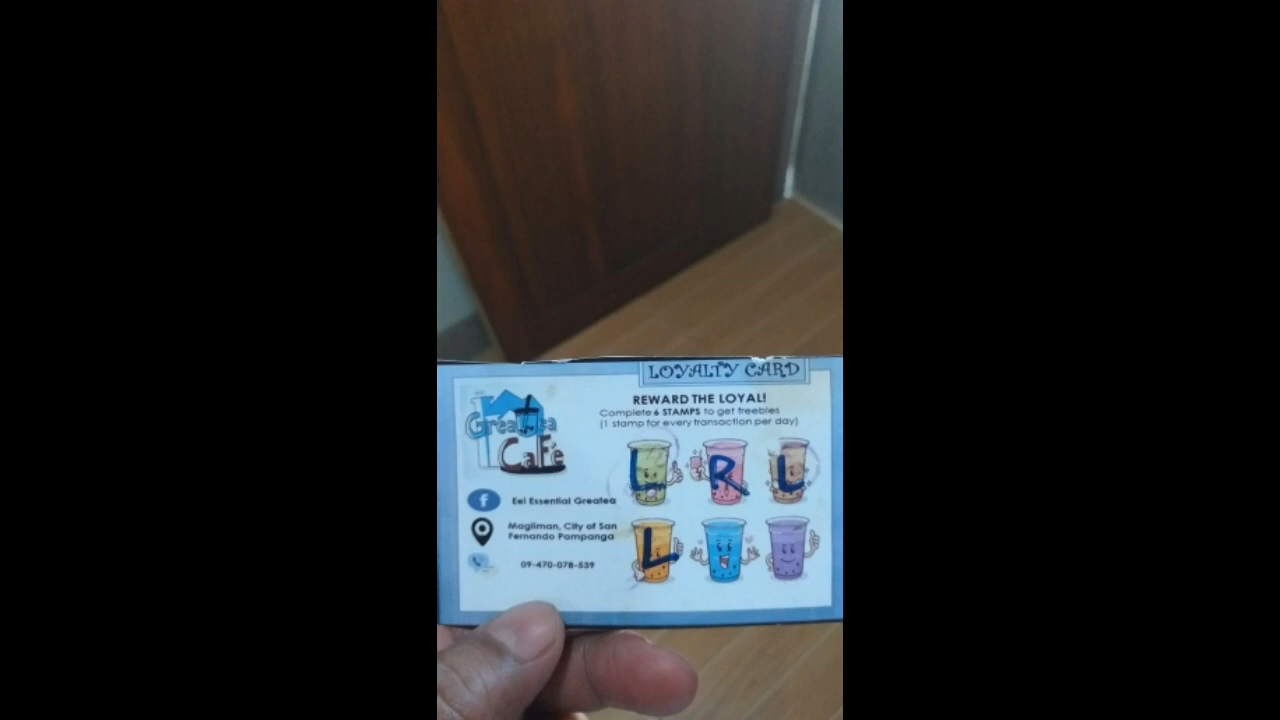 LOYALTY CARD
GreaTea
CaFe
REWARD THE LOYAL!
Complete 6 STAMPS to get freebies
(1 stamp for every transaction per day)
L R L
L
f Eel Essential Greatea
Magliman, City of San
Fernando Pampanga
09-470-078-539